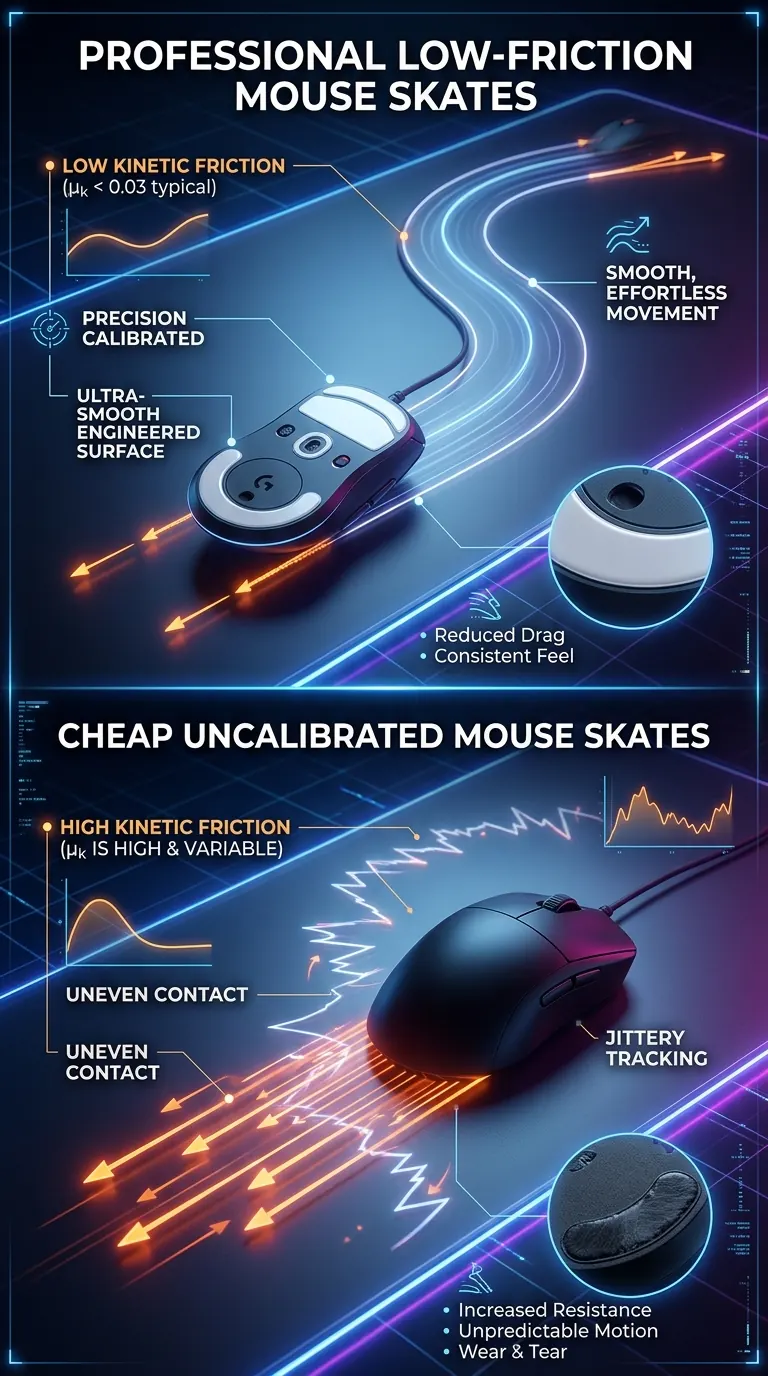 PROFESSIONAL LOW-FRICTION
MOUSE SKATES
LOW KINETIC FRICTION
(μk < 0.03 typical)
PRECISION
CALIBRATED
ULTRA-
SMOOTH
ENGINEERED
SURFACE
SMOOTH,
EFFORTLESS
MOVEMENT
G
• Reduced Drag
• Consistent Feel
CHEAP UNCALIBRATED MOUSE SKATES
HIGH KINETIC FRICTION
(μk IS HIGH & VARIABLE)
UNEVEN CONTACT
UNEVEN
CONTACT
JITTERY
TRACKING
• Increased Resistance
• Unpredictable Motion
• Wear & Tear